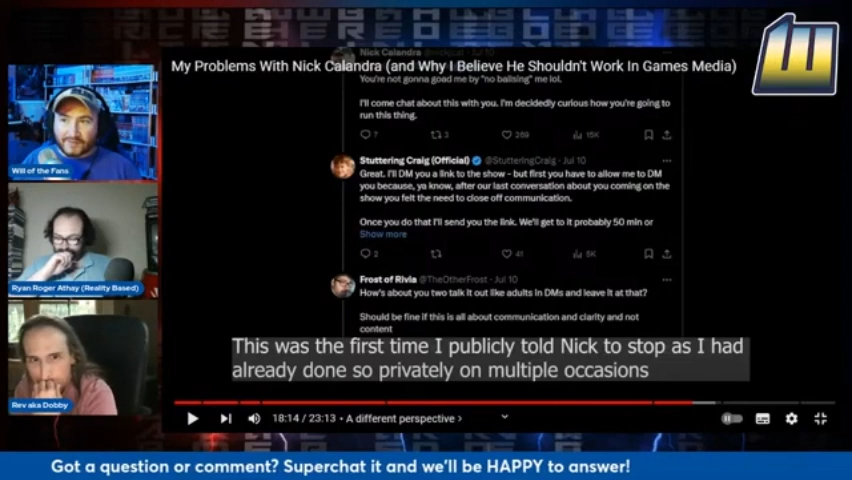 My Problems With Nick Calandra (and Why I Believe He Shouldn't Work In Games Media)
Nick Calandra
Jul 10
You're not gonna goad me by "no ballsing" me lol.
I'll come chat about this with you. I'm decidedly curious how you're going to
run this thing.
7 3 269 15K
Stuttering Craig (Official) @StutteringCraig · Jul 10
Great. I'll DM you a link to the show - but first you have to allow me to DM
you because, ya know, after our last conversation about you coming on the
show you felt the need to close off communication.
Once you do that I'll send you the link. We'll get to it probably 50 min or
Show more
2 41 5K
Frost of Rivia @TheOtherFrost · Jul 10
How's about you two talk it out like adults in DMs and leave it at that?
Should be fine if this is all about communication and clarity and not
content
This was the first time I publicly told Nick to stop as I had
already done so privately on multiple occasions
18:14 / 23:13 • A different perspective >
Will of the Fans
Ryan Roger Athay (Reality Based)
Rev aka Dobby
W
Got a question or comment? Superchat it and we'll be HAPPY to answer!